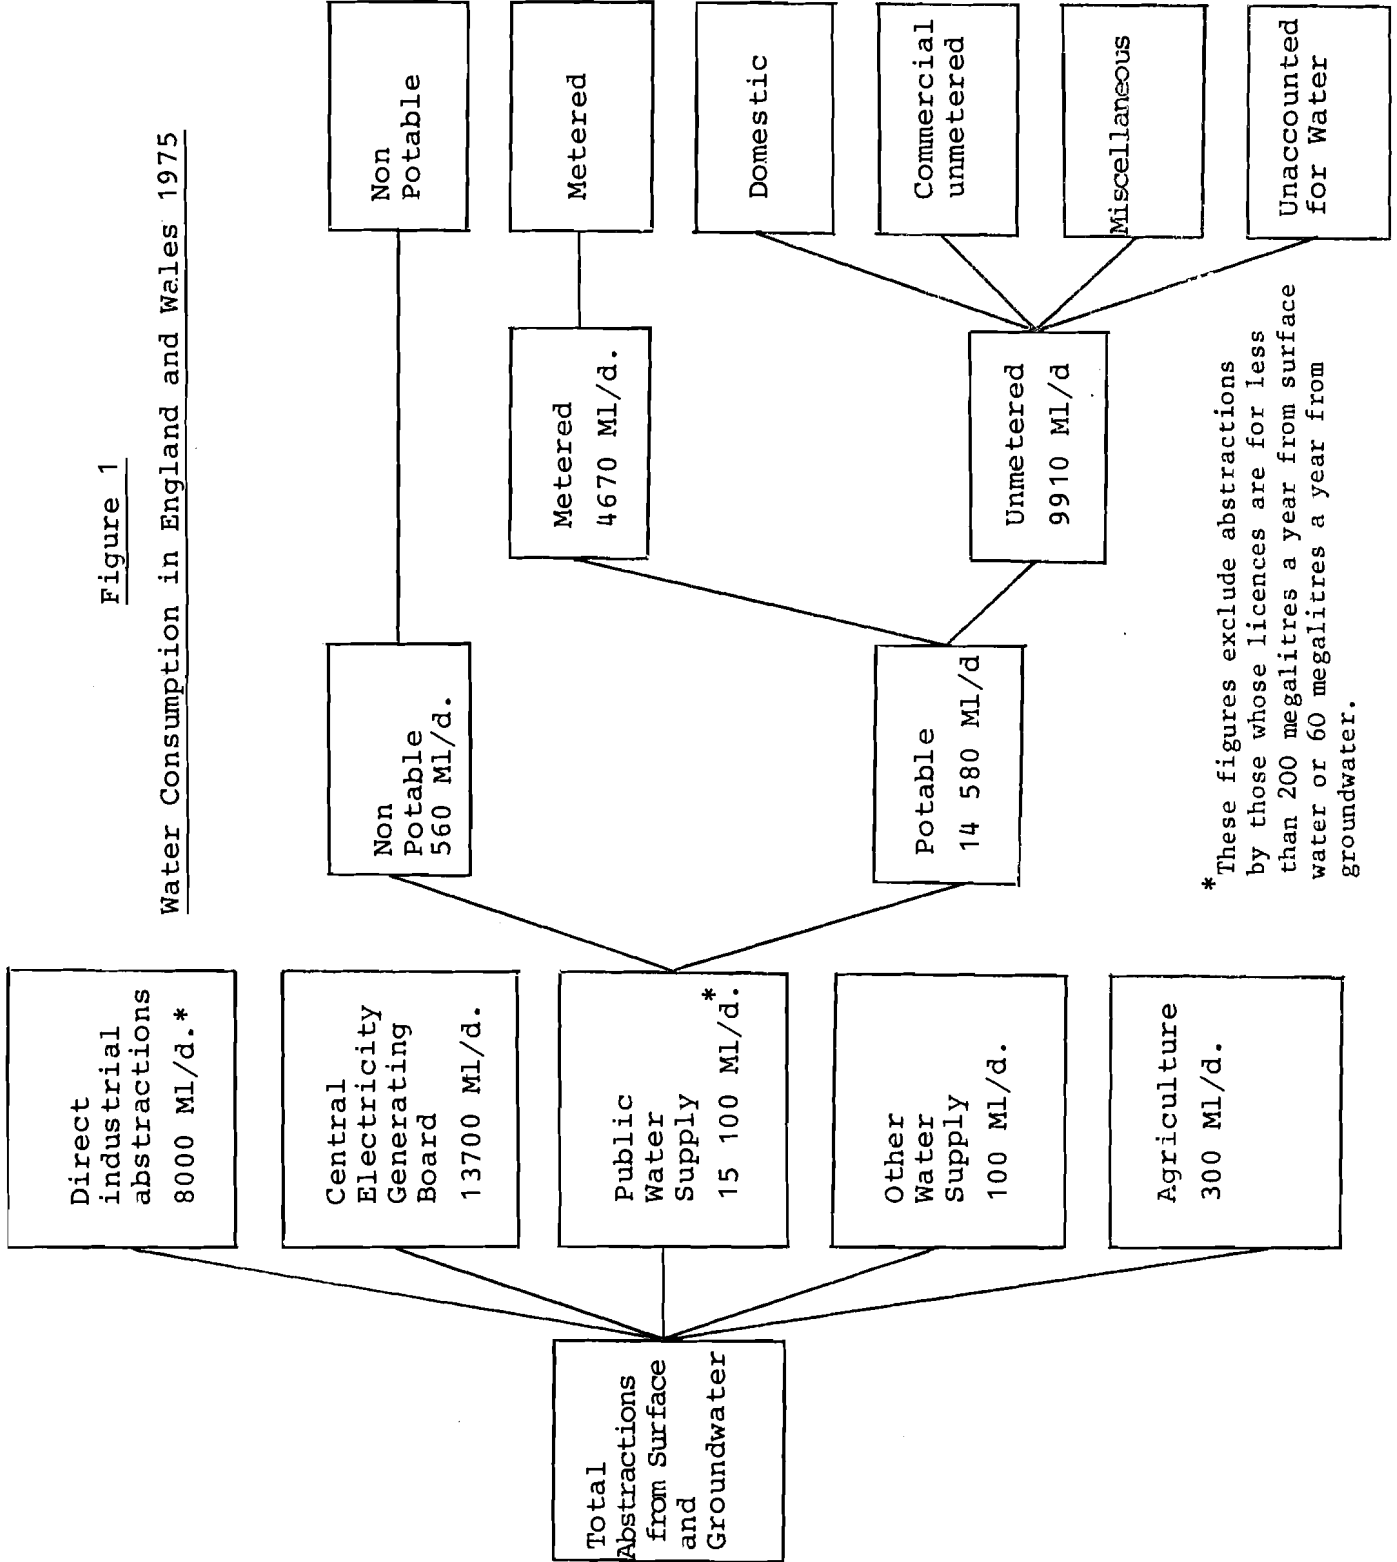 Figure 1
Water Consumption in England and Wales 1975
Total
Abstractions
from Surface
and
Groundwater
Direct
industrial
abstractions
8000 Ml/d.*
Central
Electricity
Generating
Board
13700 Ml/d.
Public
Water
Supply
15 100 Ml/d.*
Other
Water
Supply
100 Ml/d.
Agriculture
300 Ml/d.
Non
Potable
560 Ml/d.
Potable
14 580 Ml/d
Metered
4670 Ml/d.
Unmetered
9910 Ml/d
Non
Potable
Metered
Domestic
Commercial
unmetered
Miscellaneous
Unaccounted
for Water
*These figures exclude abstractions
by those whose licences are for less
than 200 megalitres a year from surface
water or 60 megalitres a year from
groundwater.